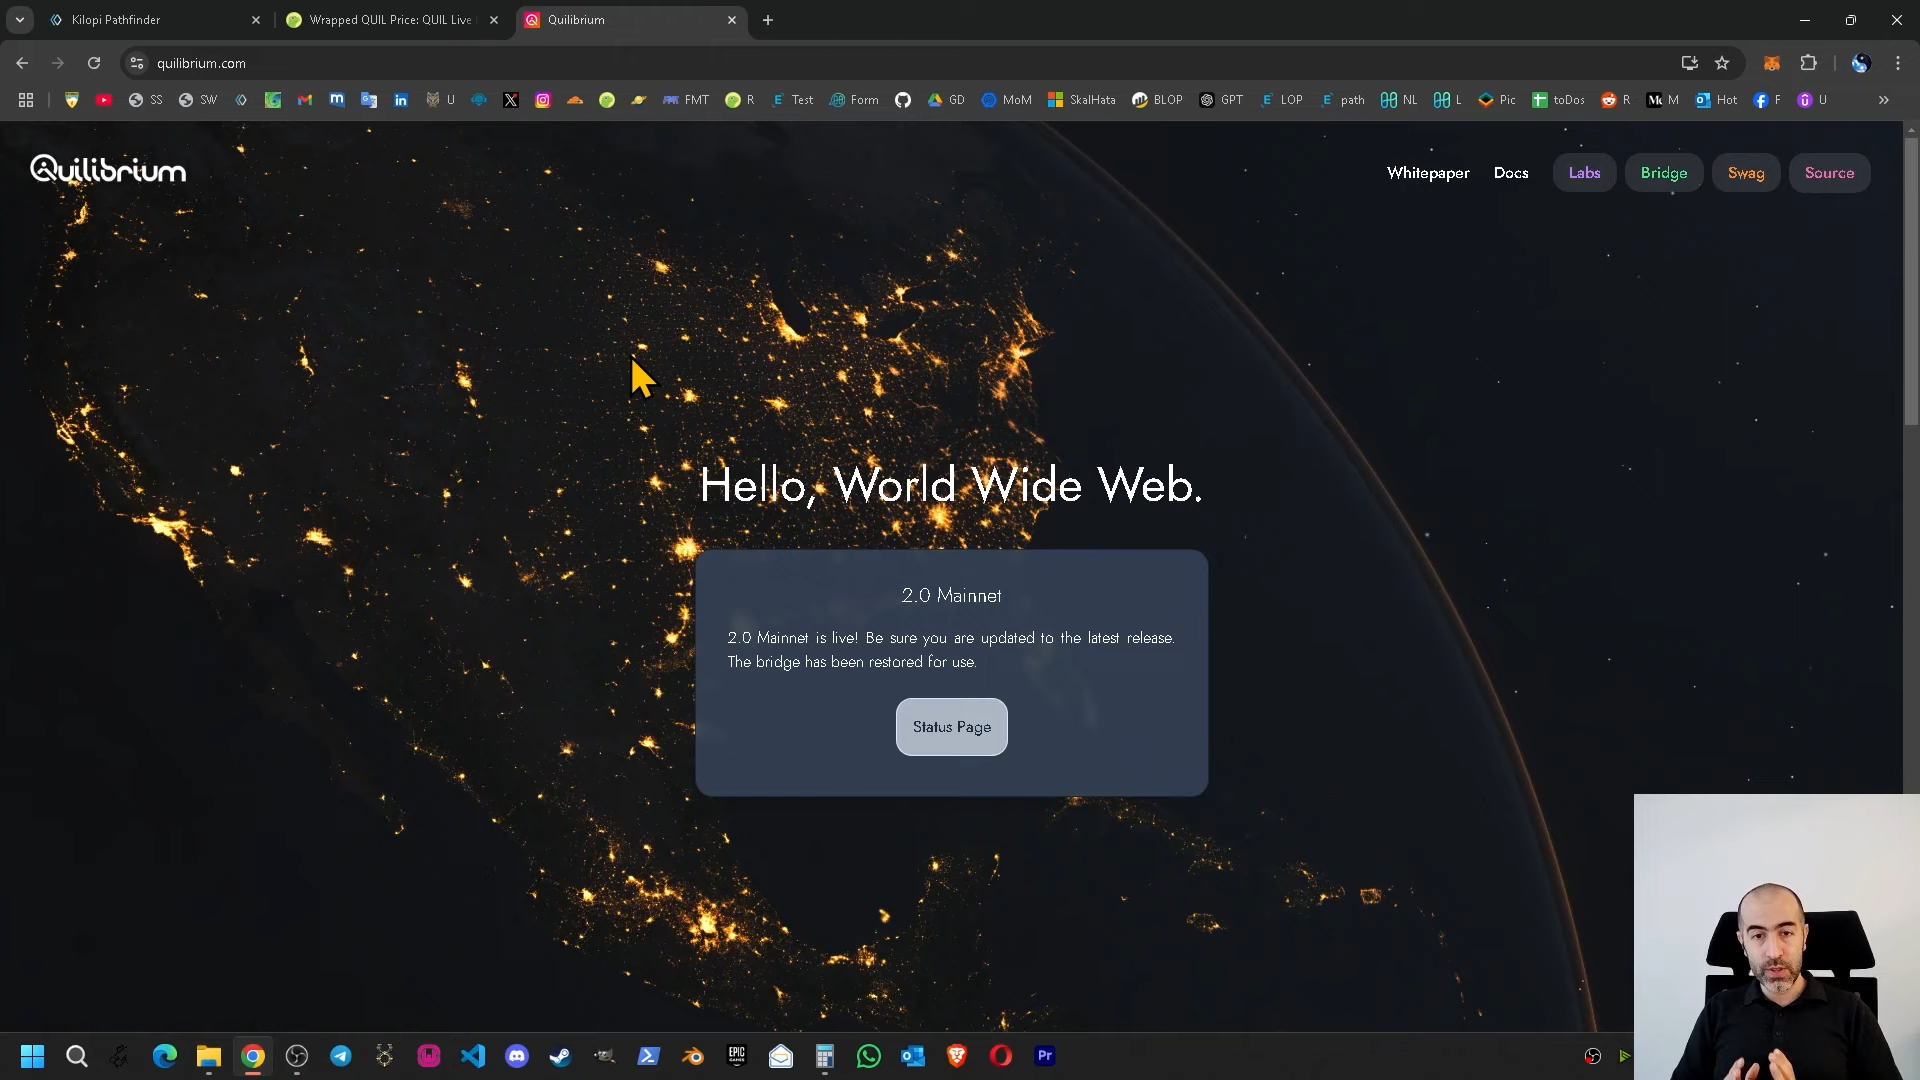 Kilopi Pathfinder
Wrapped QUIL Price: QUIL Live
Quilibrium
quilibrium.com
SS
SW
U
FMT
R
Test
Form
GD
MoM
SkalHata
BLOP
GPT
LOP
path
NL
L
Pic
toDos
R
M
Hot
F
U
Quilibrium
Whitepaper
Docs
Labs
Bridge
Swag
Source
Hello, World Wide Web.
2.0 Mainnet
2.0 Mainnet is live! Be sure you are updated to the latest release.
The bridge has been restored for use.
Status Page
EPIC
GAMES
Pr